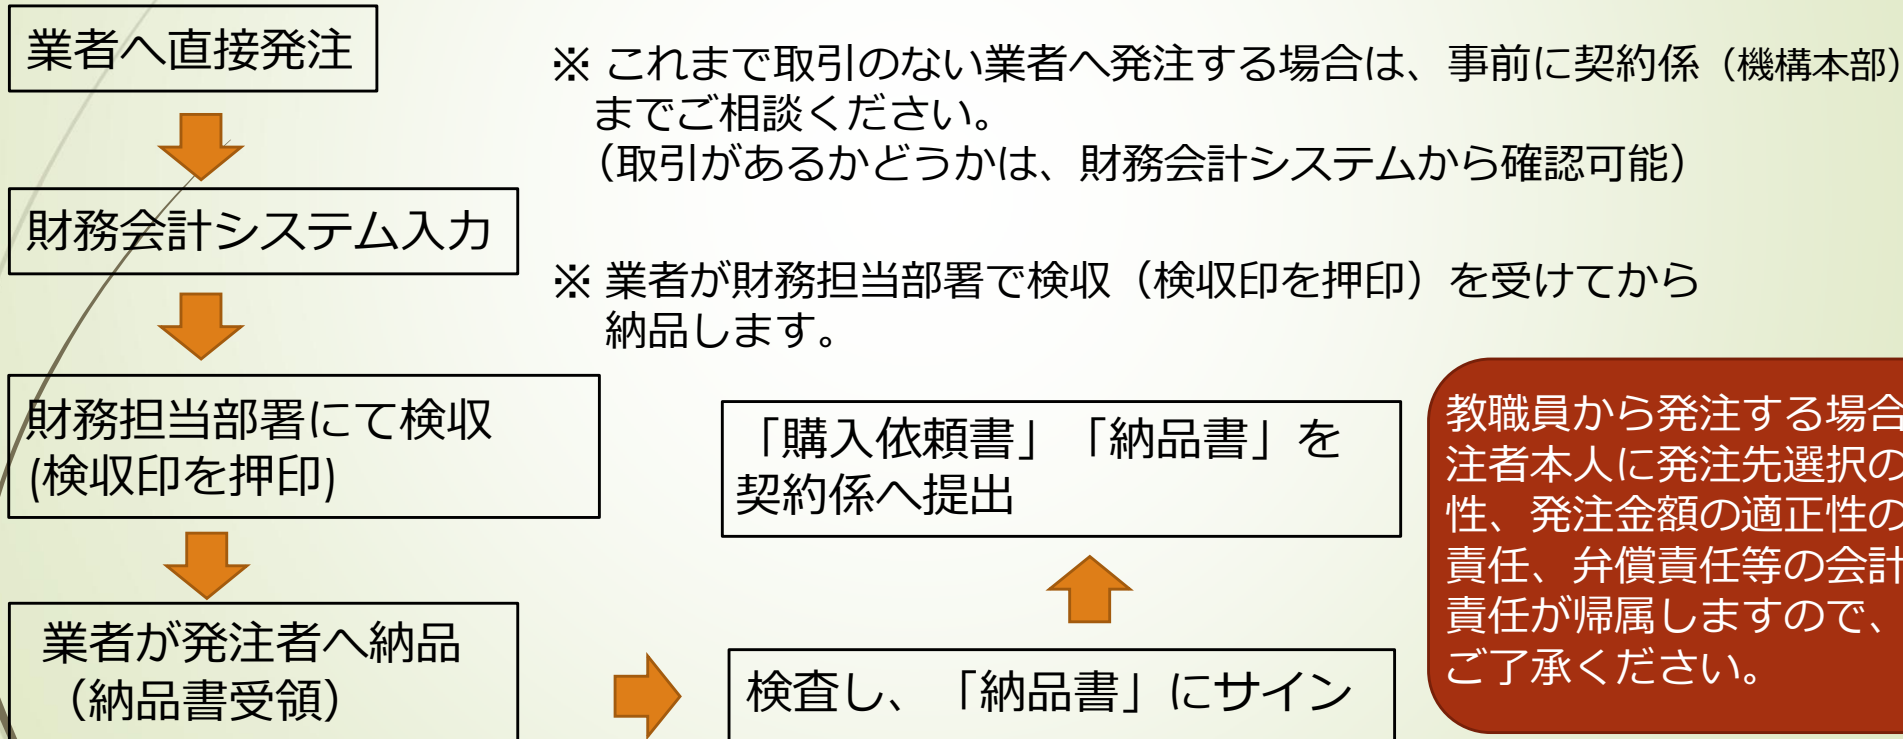 業者へ直接発注
※ これまで取引のない業者へ発注する場合は、事前に契約係（機構本部）
までご相談ください。
（取引があるかどうかは、財務会計システムから確認可能）
財務会計システム入力
※ 業者が財務担当部署で検収（検収印を押印）を受けてから
納品します。
財務担当部署にて検収
(検収印を押印)
業者が発注者へ納品
（納品書受領）
検査し、「納品書」にサイン
「購入依頼書」「納品書」を
契約係へ提出
教職員から発注する場合
注者本人に発注先選択の
性、発注金額の適正性の
責任、弁償責任等の会計
責任が帰属しますので、
ご了承ください。